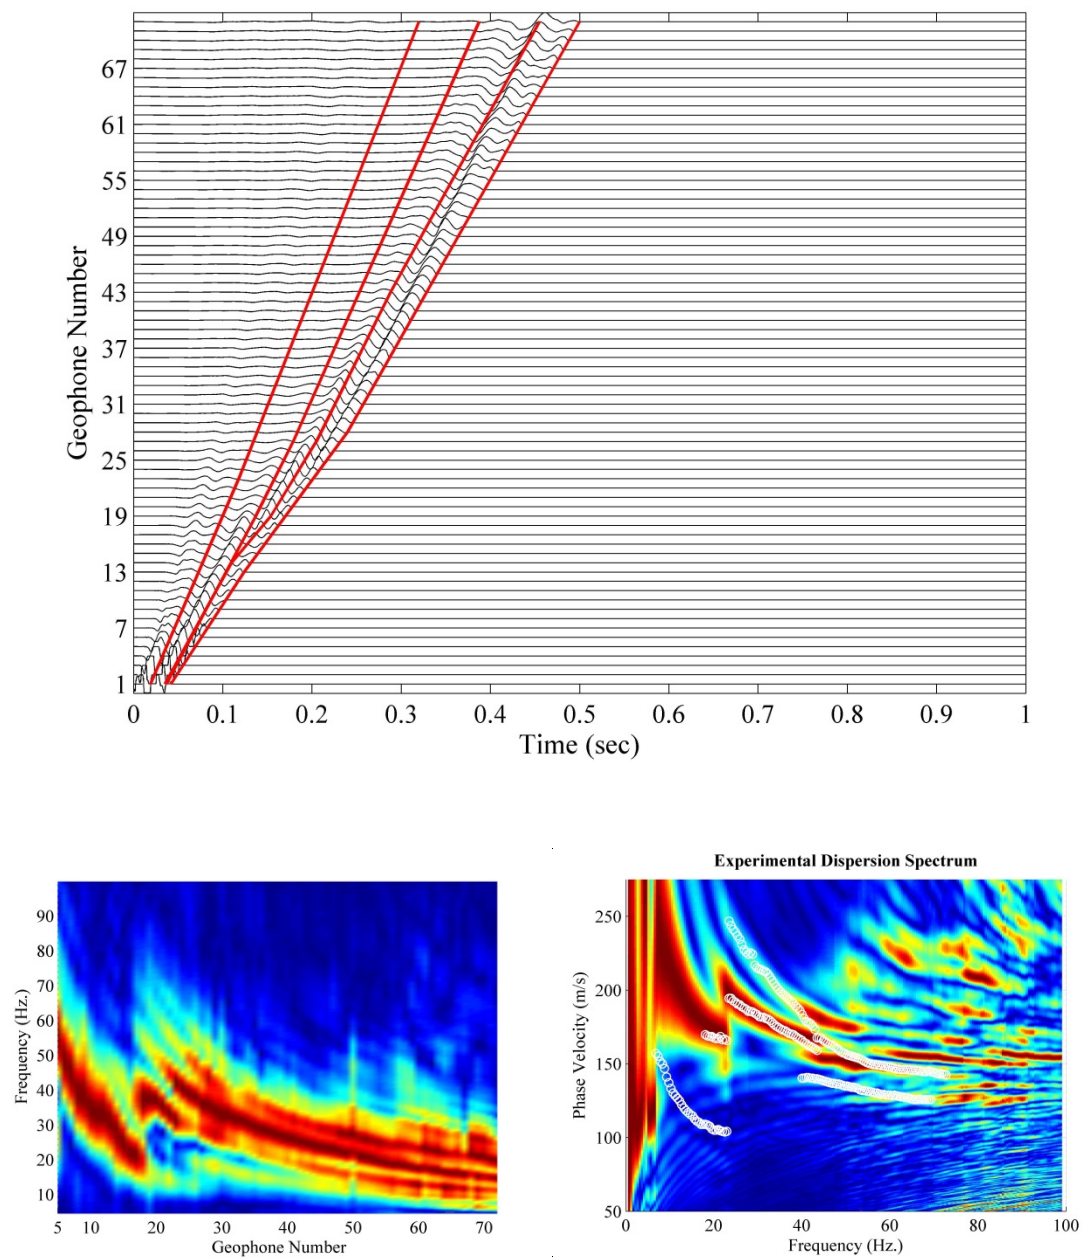 67
61
55
49
43
37
31
25
19
13
7
1
Geophone Number
0 0.1 0.2 0.3 0.4 0.5 0.6 0.7 0.8 0.9 1
Time (sec)
90
80
70
60
50
40
30
20
10
Frequency (Hz.)
5 10 20 30 40 50 60 70
Geophone Number
Experimental Dispersion Spectrum
250
200
150
100
50
Phase Velocity (m/s)
0 20 40 60 80 100
Frequency (Hz.)